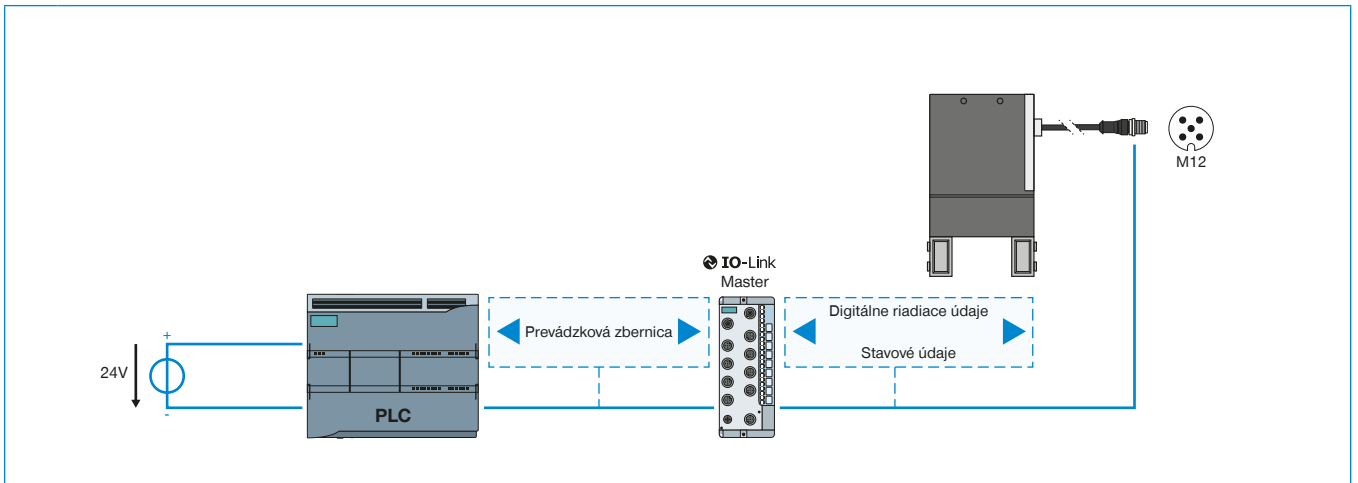 M12
IO-Link
Master
Digitálne riadiace údaje
Prevádzková zbernica
Stavové údaje
+
24V
-
PLC